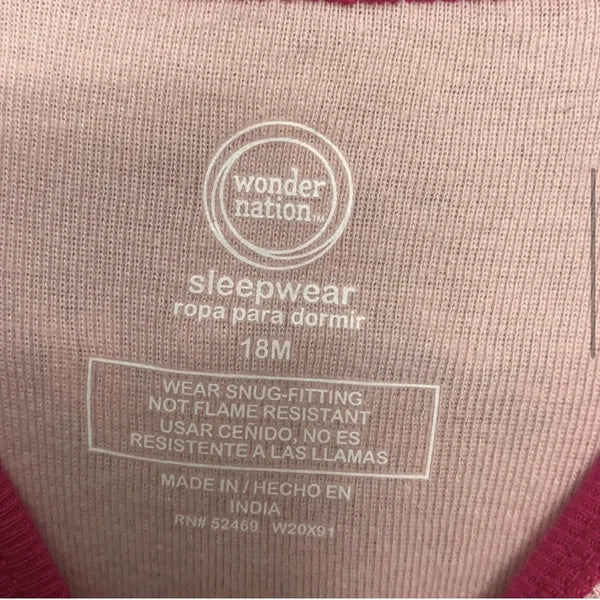 wonder
nation™
sleepwear
ropa para dormir
18M
WEAR SNUG-FITTING
NOT FLAME RESISTANT
USAR CEÑIDO, NO ES
RESISTENTE A LAS LLAMAS
MADE IN / HECHO EN
INDIA
RN# 52469 W20X91